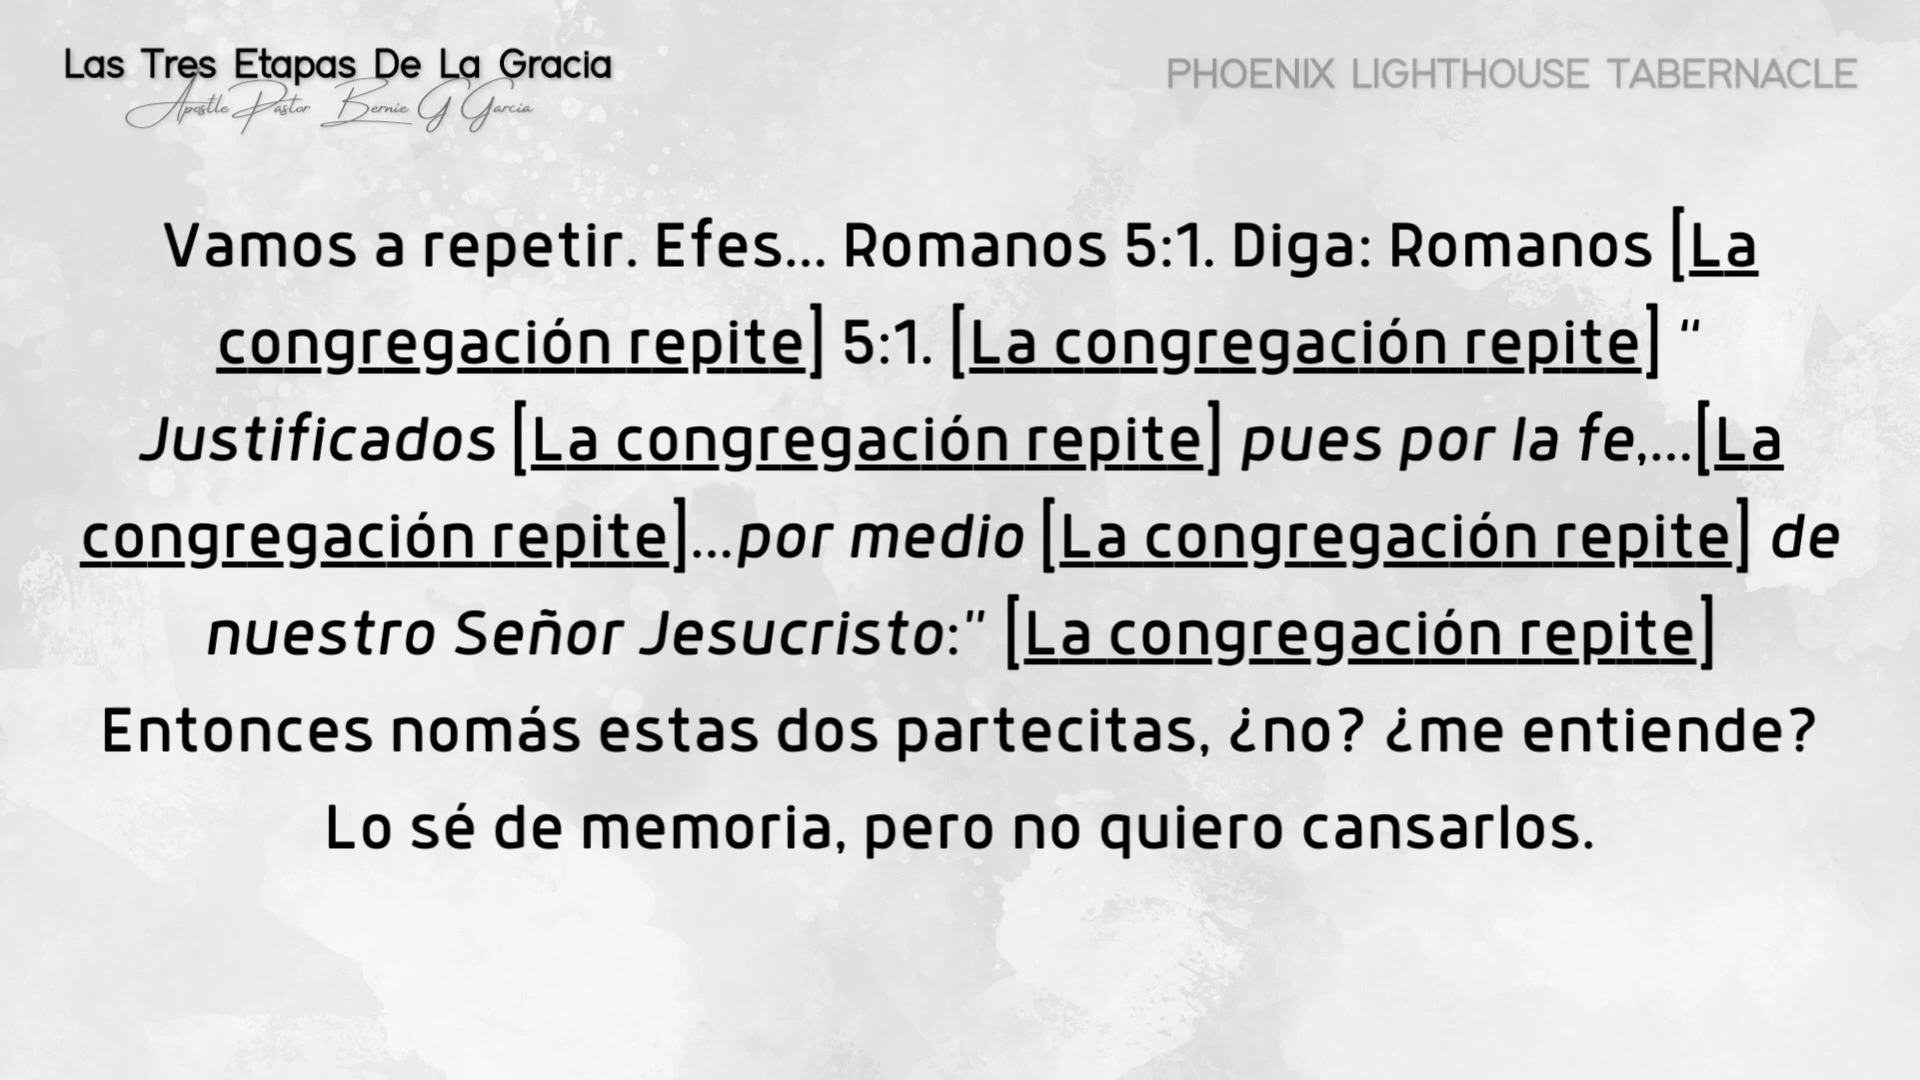 Las Tres Etapas De La Gracia
Apostle Pastor Bernie G Garcia
PHOENIX LIGHTHOUSE TABERNACLE
Vamos a repetir. Efes... Romanos 5:1. Diga: Romanos [La
congregación repite] 5:1. [La congregación repite] “
Justificados [La congregación repite] pues por la fe,...[La
congregación repite]...por medio [La congregación repite] de
nuestro Señor Jesucristo:” [La congregación repite]
Entonces nomás estas dos partecitas, ¿no? ¿me entiende?
Lo sé de memoria, pero no quiero cansarlos.